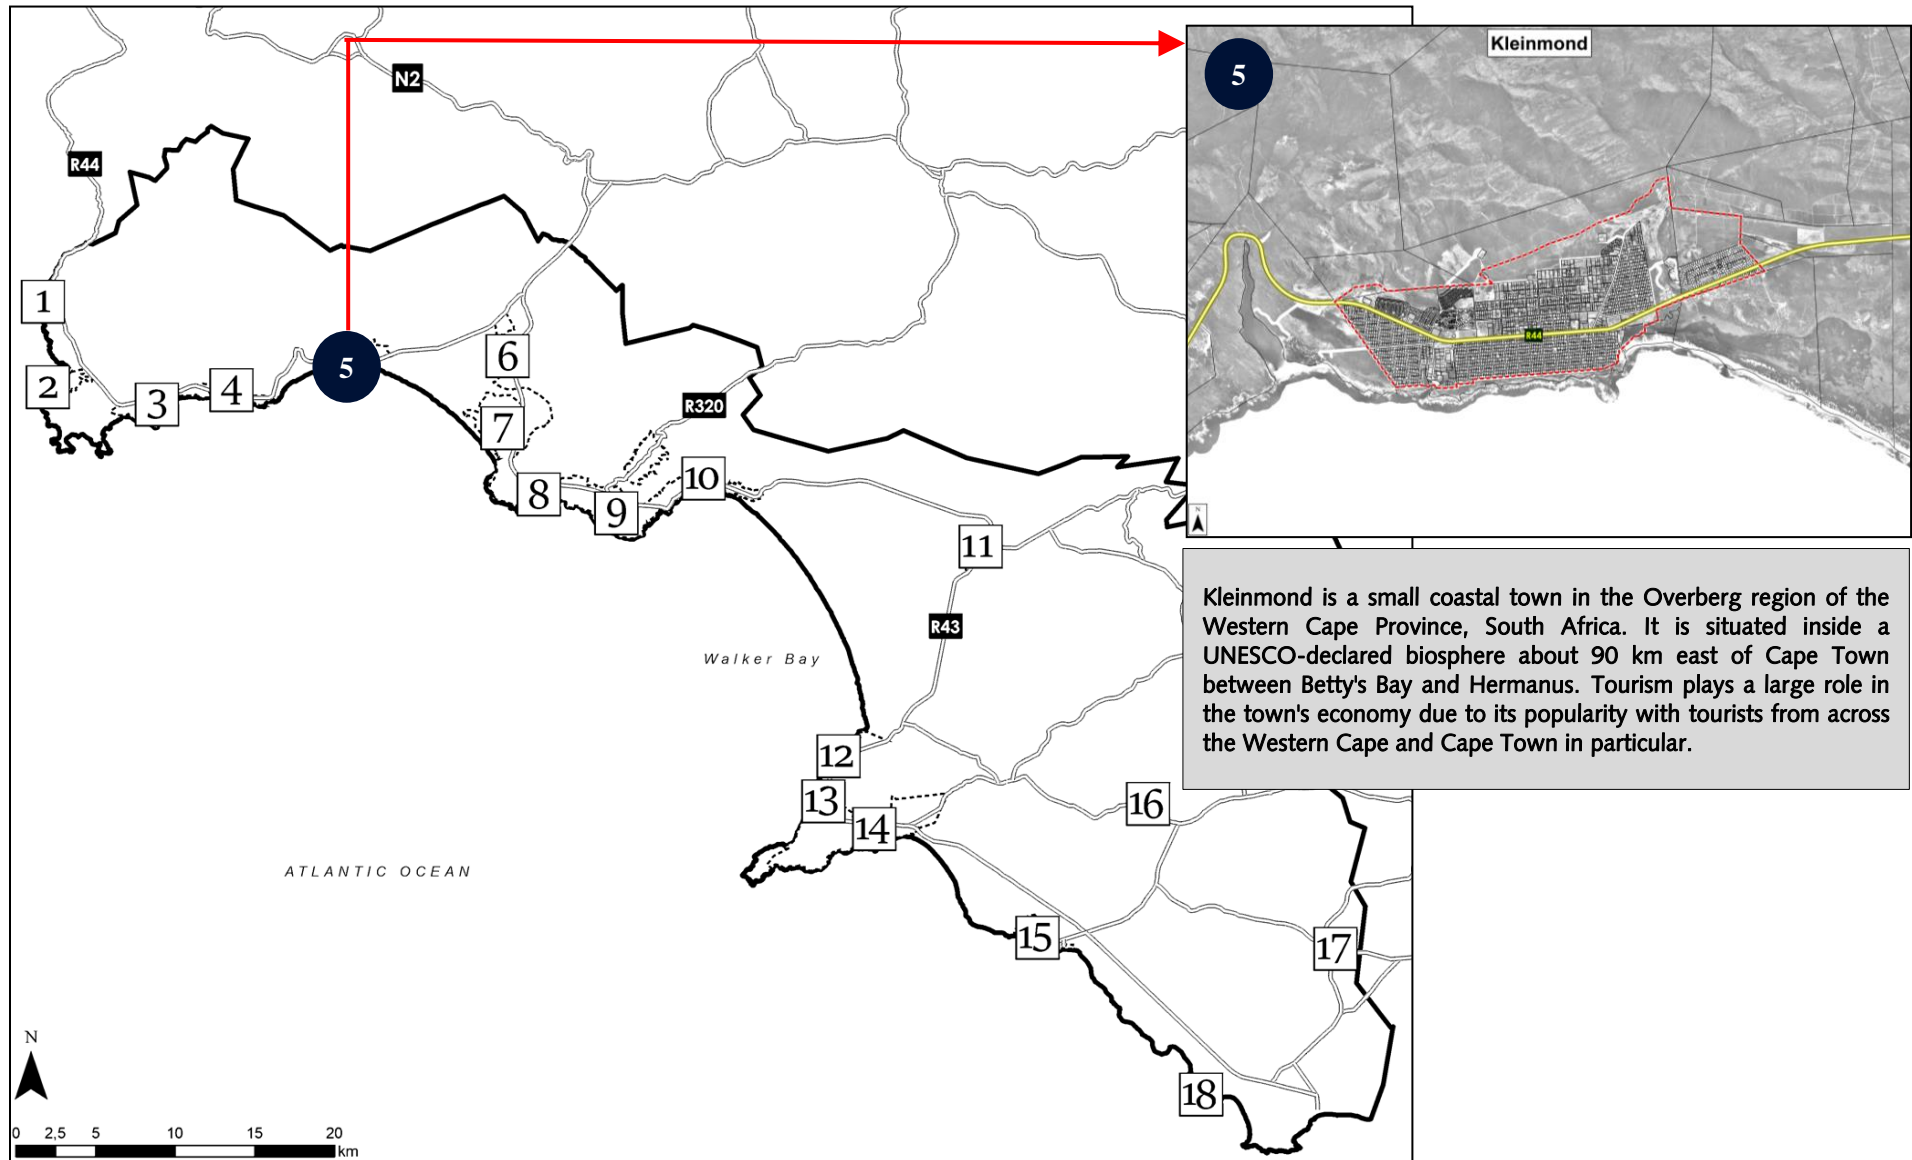 Kleinmond
5
N2
R44
1
5
6
2
3
4
R44
R320
7
10
8
9
N
11
Kleinmond is a small coastal town in the Overberg region of the
Western Cape Province, South Africa. It is situated inside a
UNESCO-declared biosphere about 90 km east of Cape Town
between Betty's Bay and Hermanus. Tourism plays a large role in
the town's economy due to its popularity with tourists from across
the Western Cape and Cape Town in particular.
R43
Walker Bay
12
13
16
14
ATLANTIC OCEAN
15
17
N
18
0 2,5 5 10 15 20
km